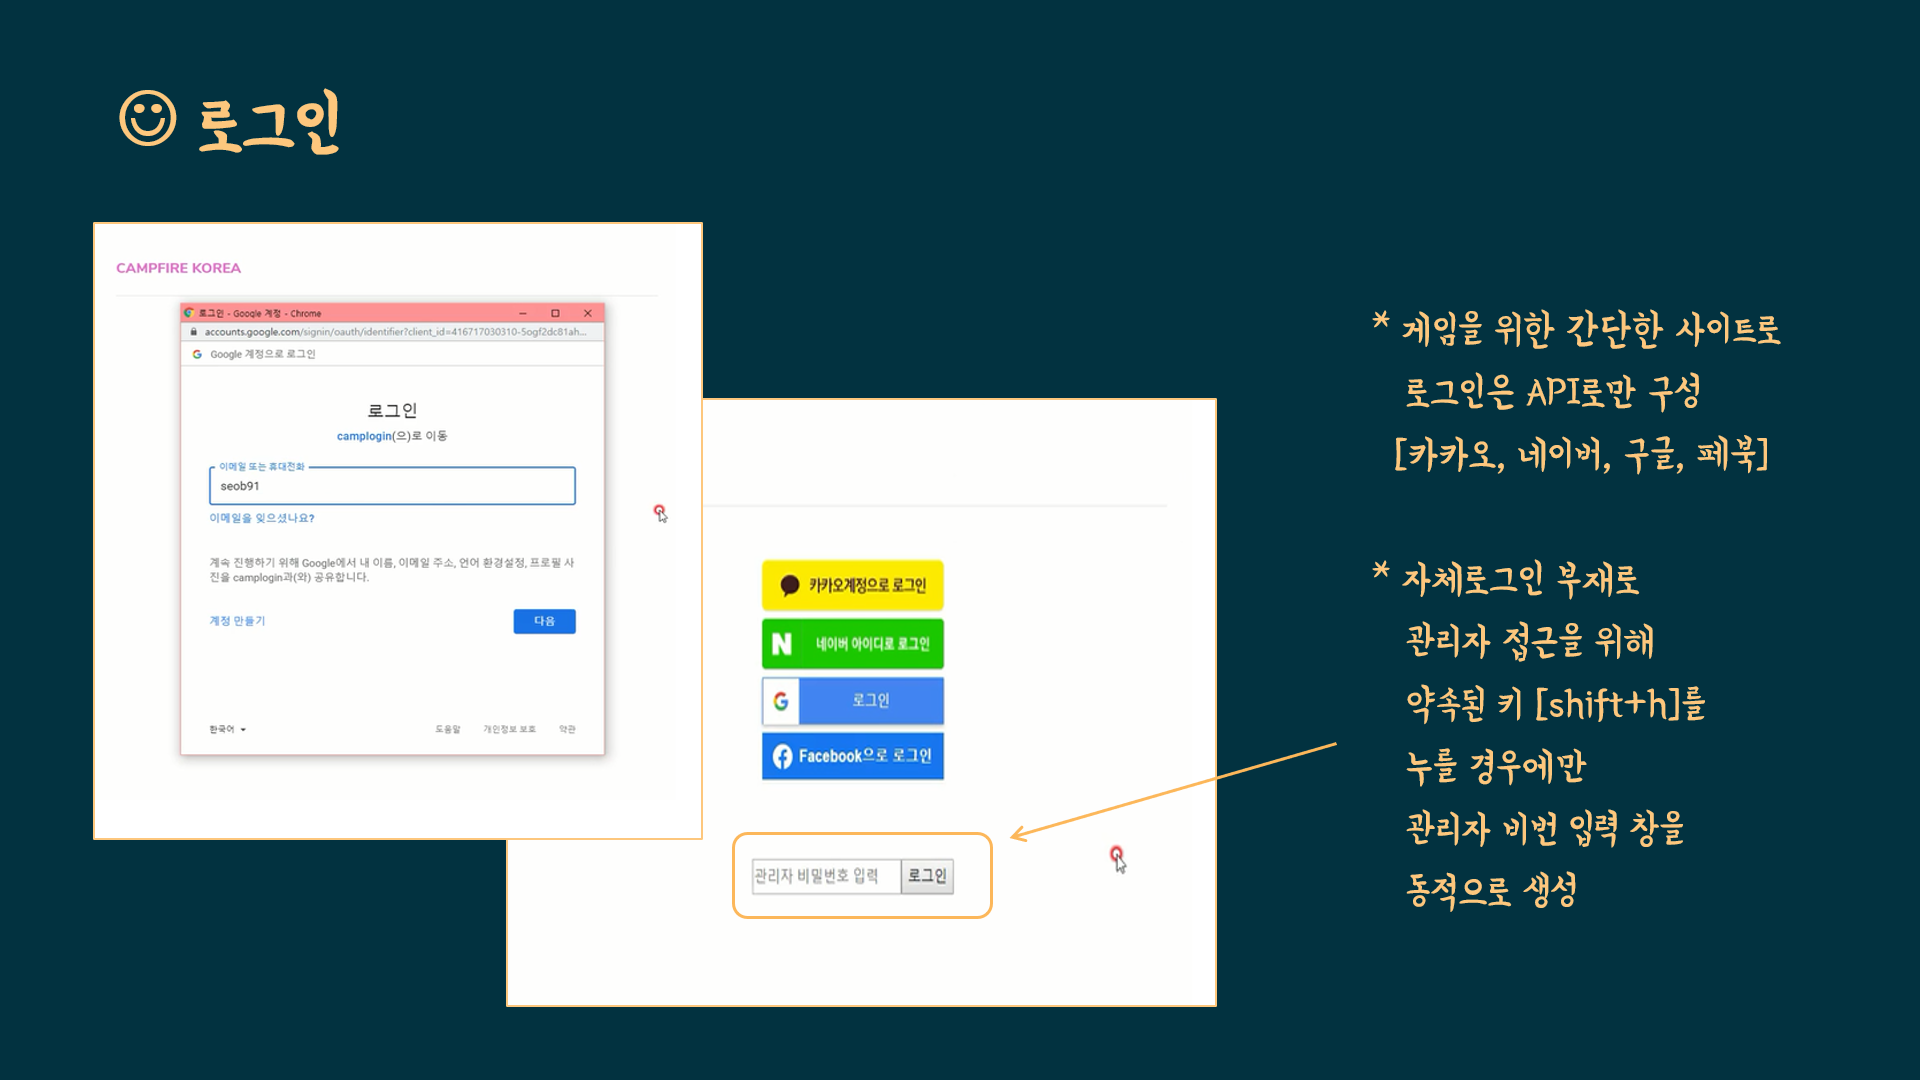 로그인
CAMPFIRE KOREA
로그인 - Google 계정 - Chrome
accounts.google.com/signin/oauth/identifier?client_id=416717030310-5ogf2dc81ah...
Google 계정으로 로그인
로그인
camplogin(으)로 이동
이메일 또는 휴대전화
seob91
이메일을 잊으셨나요?
계속 진행하기 위해 Google에서 내 이름, 이메일 주소, 언어 환경설정, 프로필 사
진을 camplogin과(와) 공유합니다.
계정 만들기
다음
한국어
도움말 개인정보 보호 약관
카카오계정으로 로그인
네이버 아이디로 로그인
로그인
Facebook으로 로그인
관리자 비밀번호 입력 로그인
* 게임을 위한 간단한 사이트로
로그인은 API로만 구성
[카카오, 네이버, 구글, 페북]
* 자체로그인 부재로
관리자 접근을 위해
약속된 키 [shift+h]를
누를 경우에만
관리자 비번 입력 창을
동적으로 생성